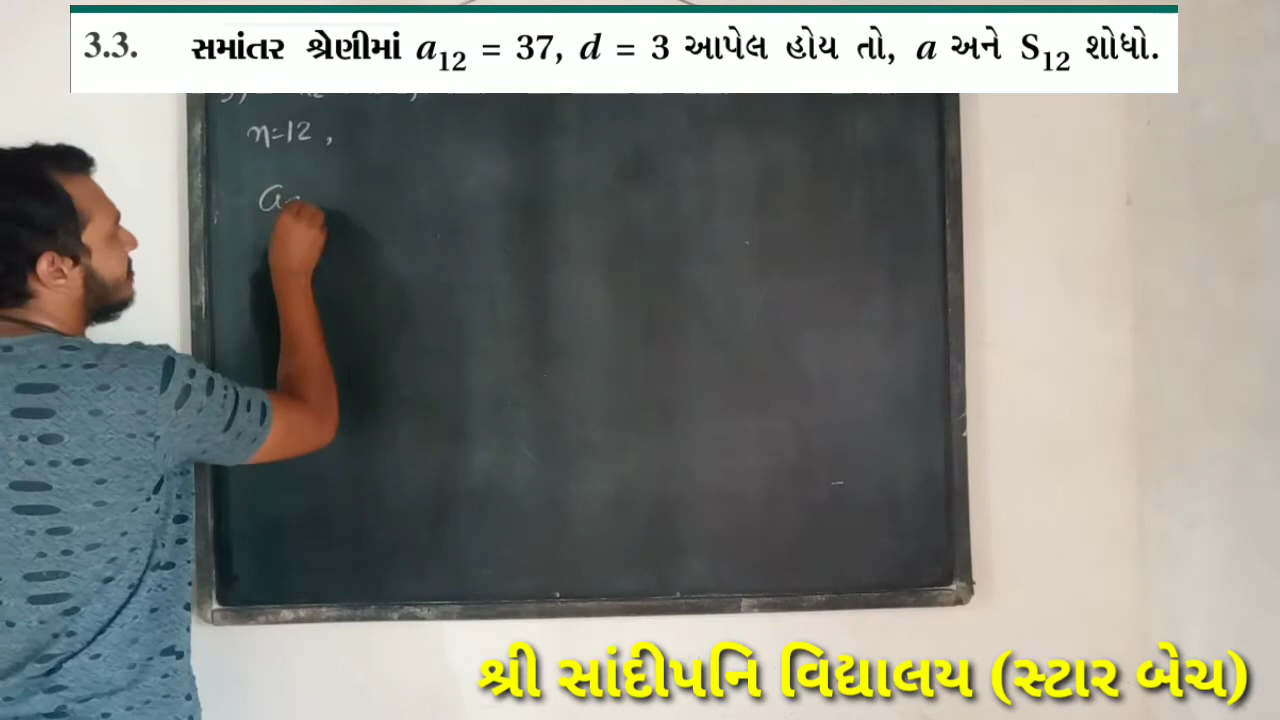 3.3. સમાંતર શ્રેણીમાં a₁₂ = 37, d = 3 આપેલ હોય તો, a અને S₁₂ શોધો.
n=12 ,
a
શ્રી સાંદીપનિ વિદ્યાલય (સ્ટાર બેચ)